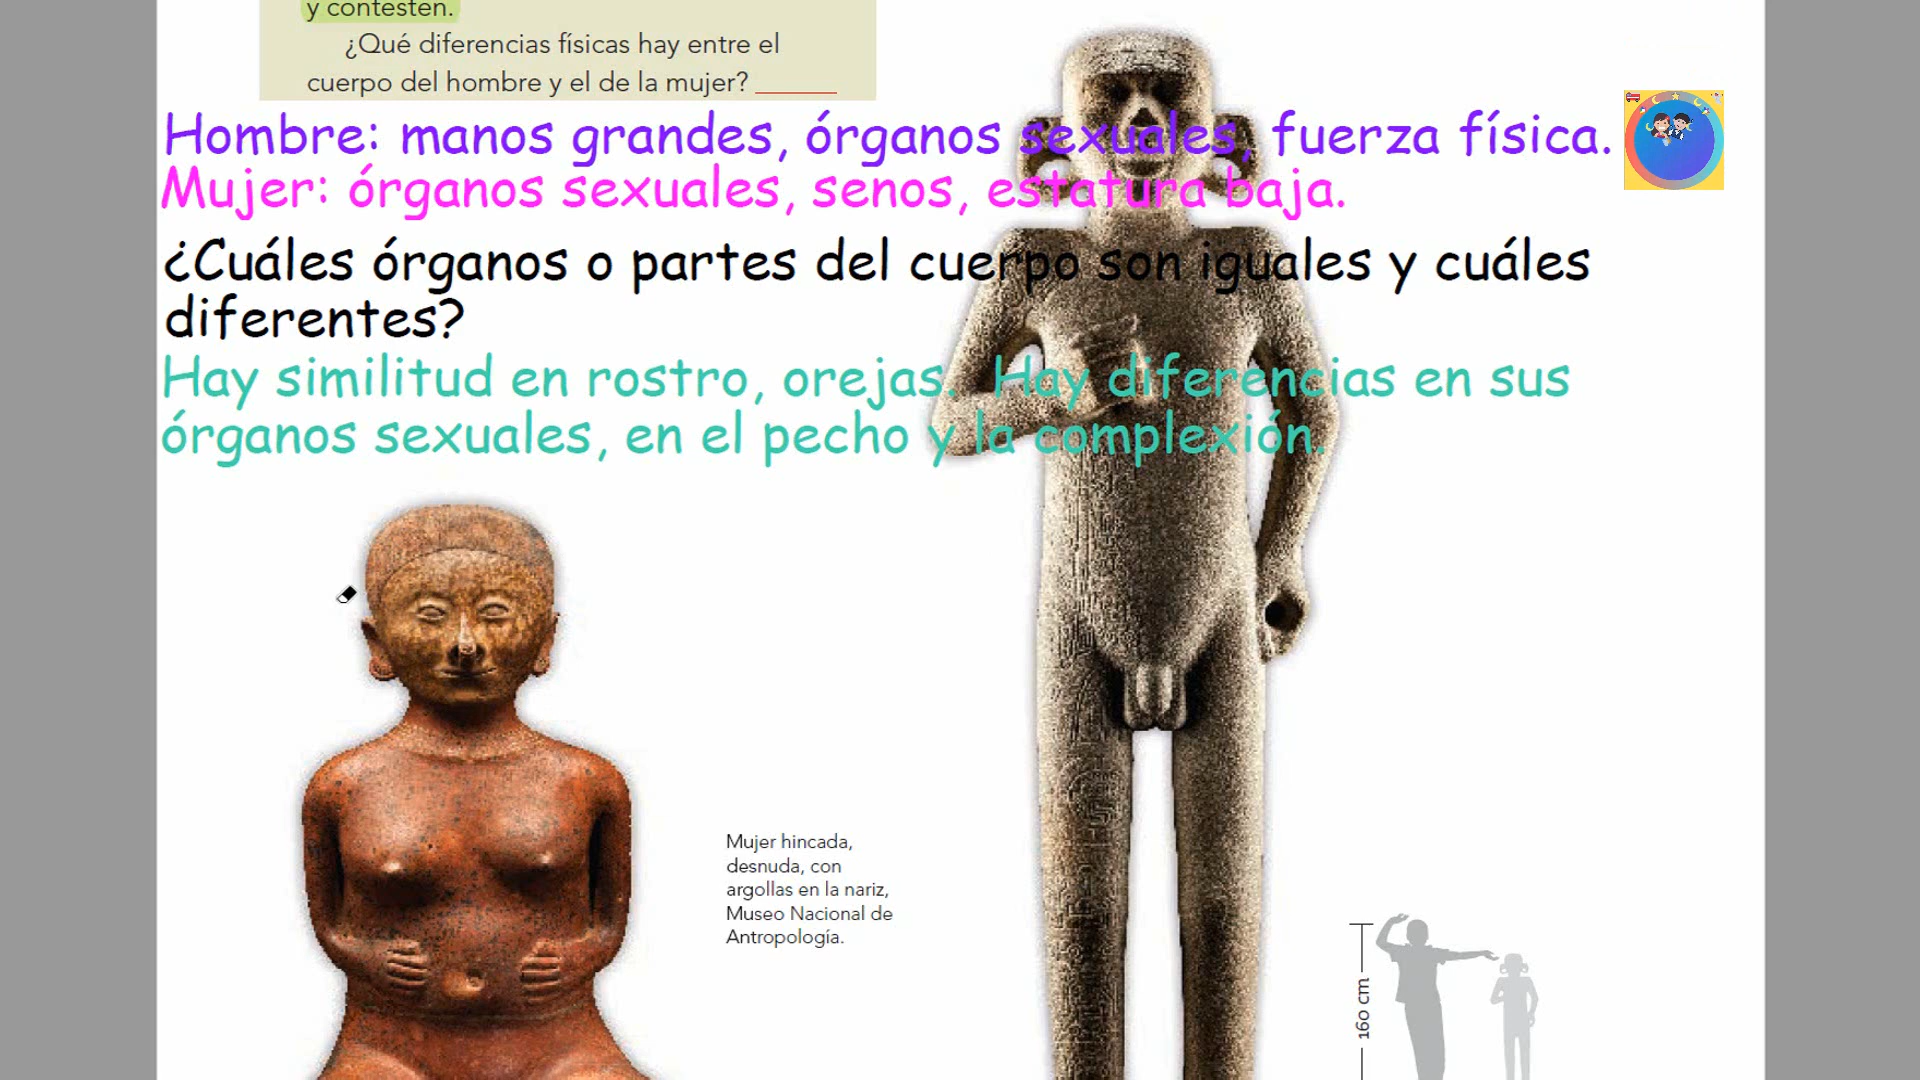 y contesten.
¿Qué diferencias físicas hay entre el
cuerpo del hombre y el de la mujer?
Hombre: manos grandes, órganos sexuales, fuerza física.
Mujer: órganos sexuales, senos, estatura baja.
¿Cuáles órganos o partes del cuerpo son iguales y cuáles
diferentes?
Hay similitud en rostro, orejas. Hay diferencias en sus
órganos sexuales, en el pecho y la complexión.
Mujer hincada,
desnuda, con
argollas en la nariz,
Museo Nacional de
Antropología.
160 cm